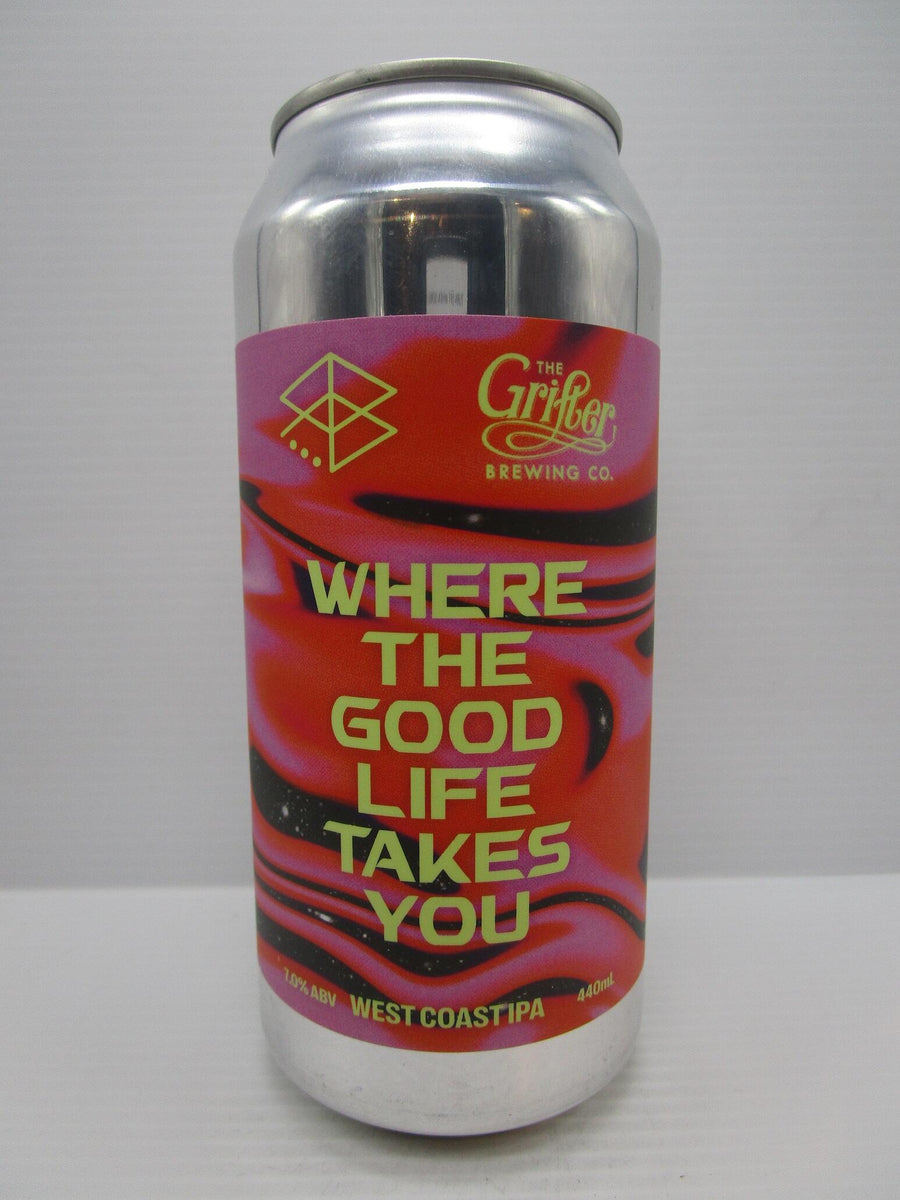 THE
Grifter
BREWING CO.
WHERE
THE
GOOD
LIFE
TAKES
YOU
7.0% ABV WEST COAST IPA 440mL